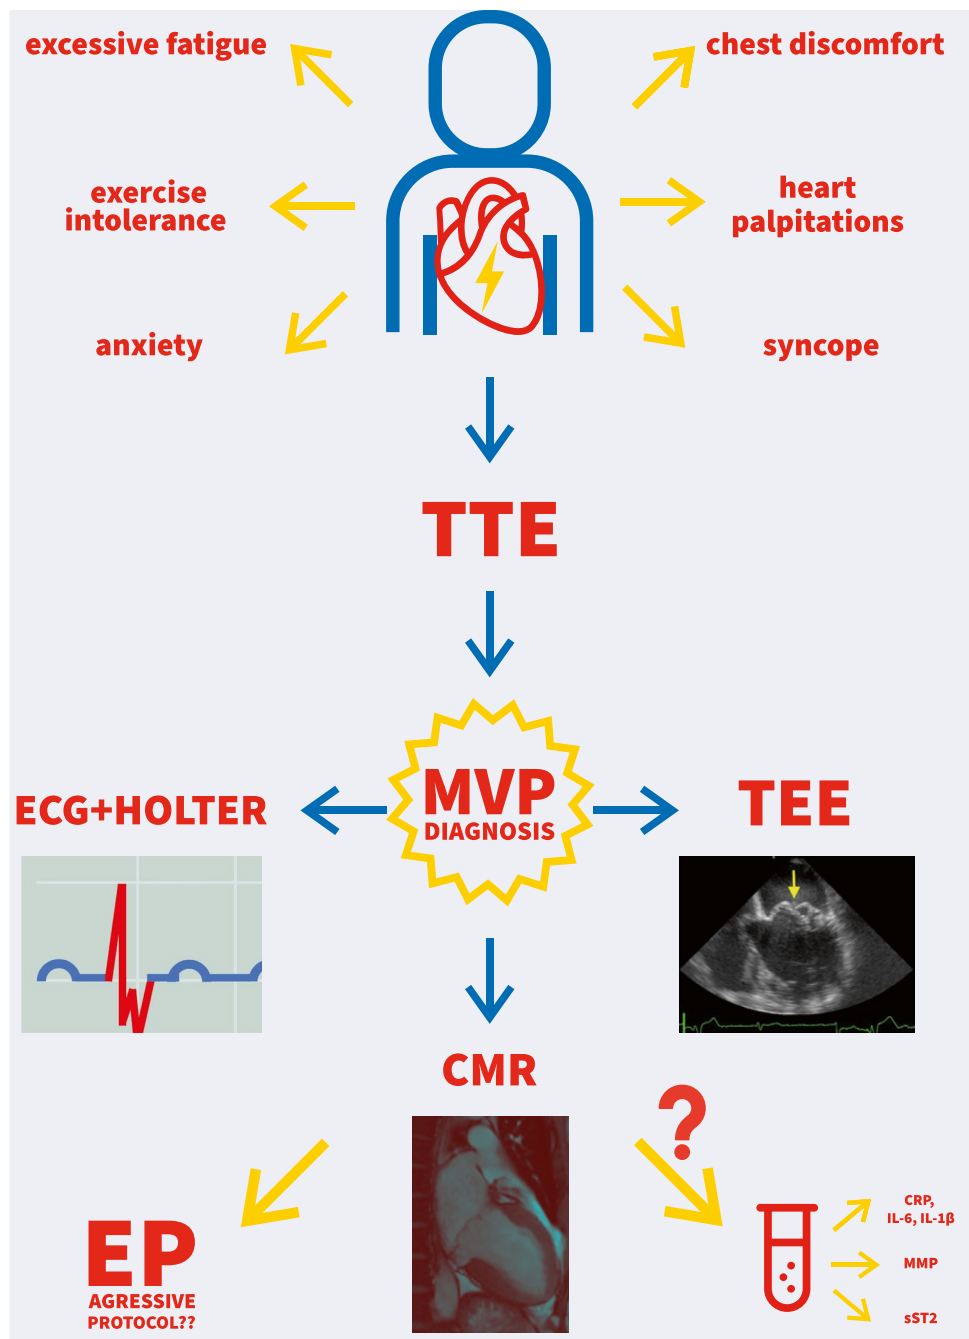 excessive fatigue
chest discomfort
exercise
intolerance
heart
palpitations
anxiety
syncope
TTE
MVP
DIAGNOSIS
ECG+HOLTER
TEE
CMR
?
EP
AGRESSIVE
PROTOCOL??
CRP,
IL-6, IL-1β
MMP
sST2